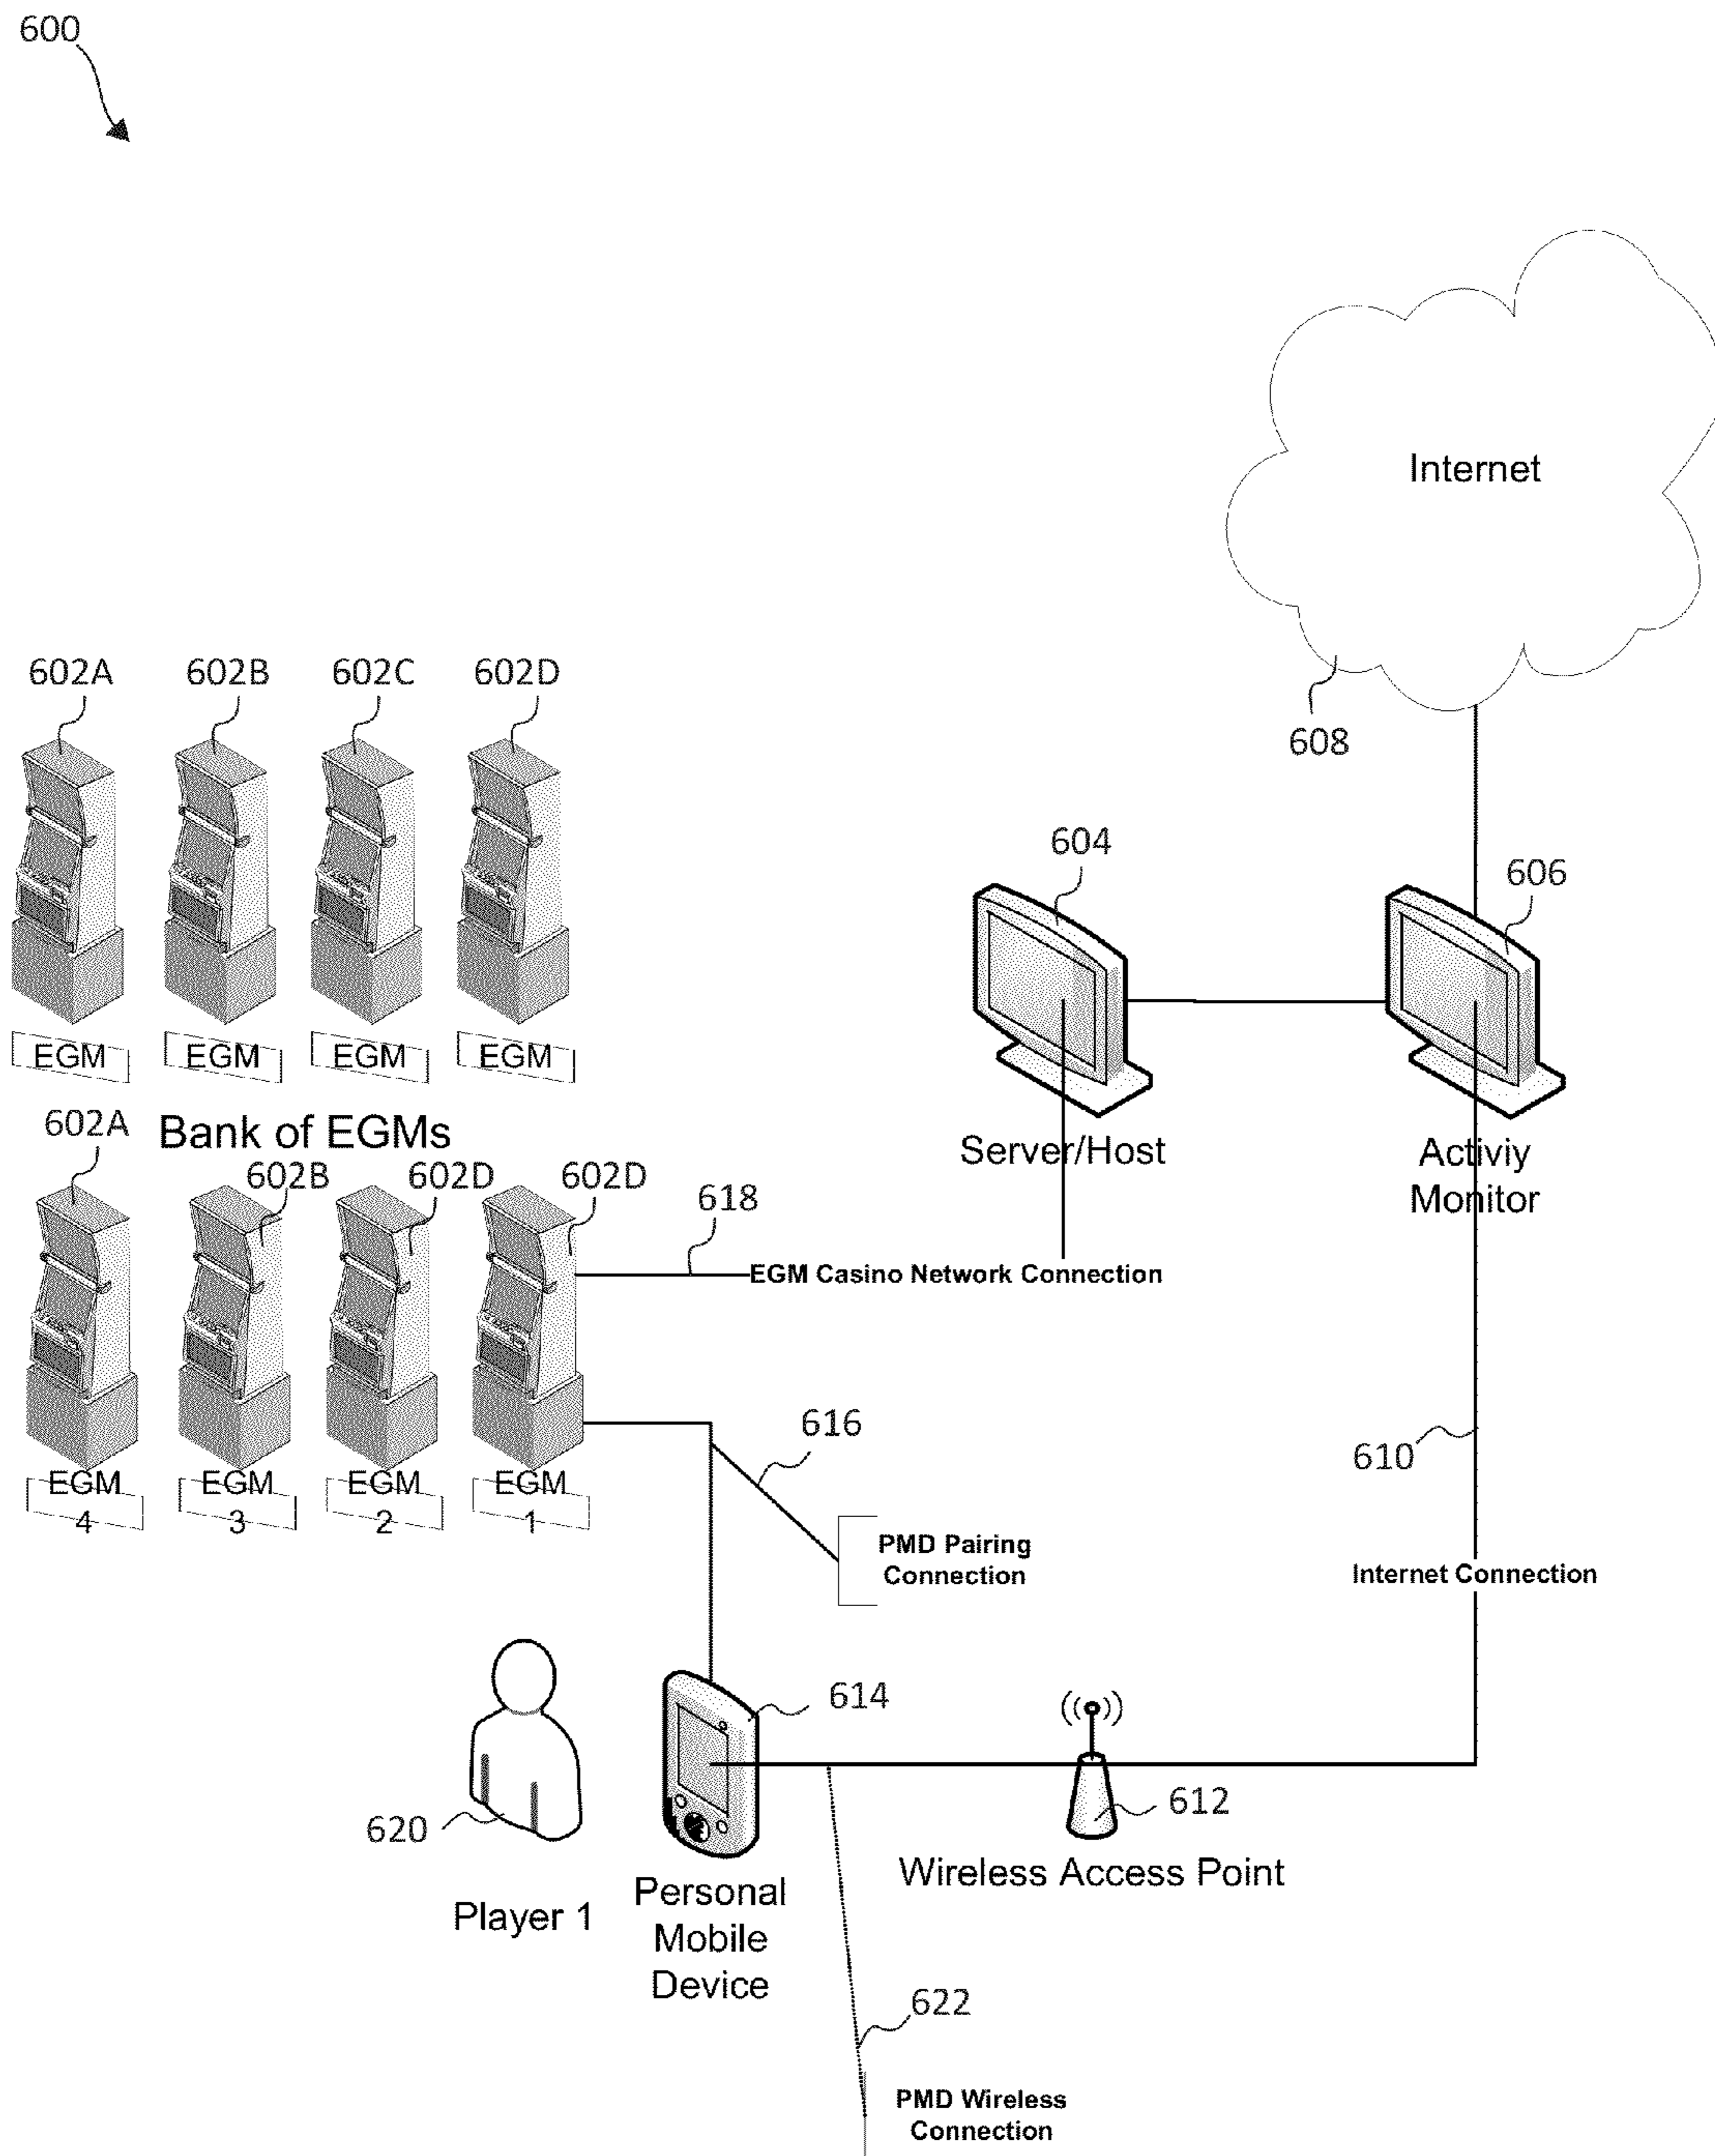 600
Internet
602A 602B 602C 602D
608
604
606
EGM EGM EGM EGM
602A
Bank of EGMs
Server/Host
Activiy
Monitor
602B 602D 602D
618
EGM Casino Network Connection
616
610
EGM EGM EGM EGM
4 3 2 1
PMD Pairing
Connection
Internet Connection
614
612
620
Wireless Access Point
Player 1
Personal
Mobile
Device
622
PMD Wireless
Connection